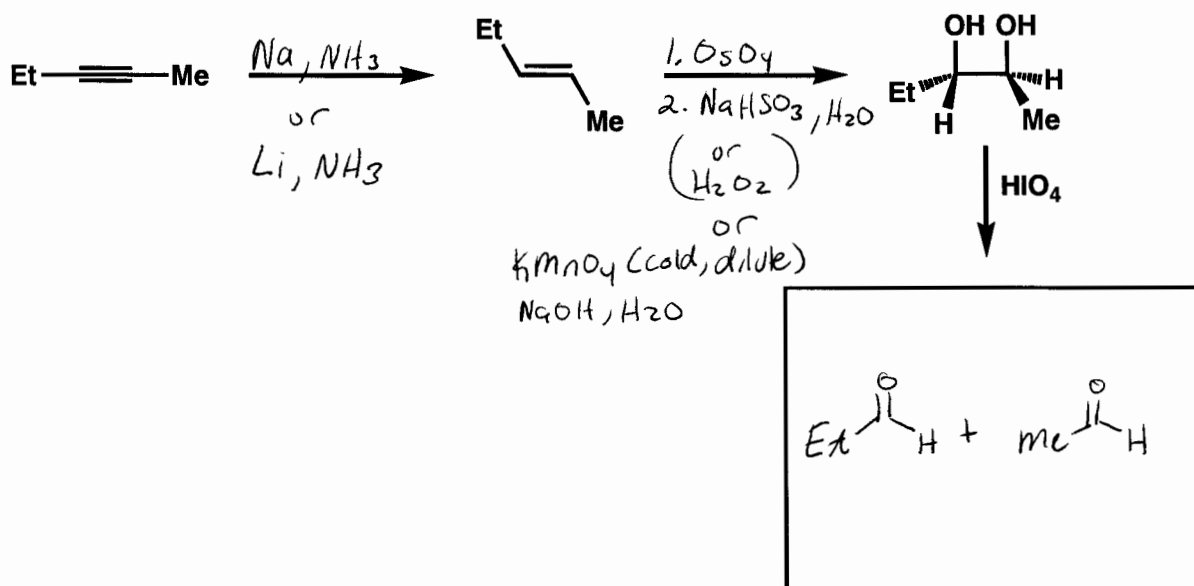 Et
Me
Na, NH3
or
Li, NH3
Et
Me
1. OsO4
2. NaHSO3, H2O
(or
H2O2)
or
KMnO4 (cold, dilute)
NaOH, H2O
OH OH
Et H
H Me
HIO4
O O
Et H + Me H